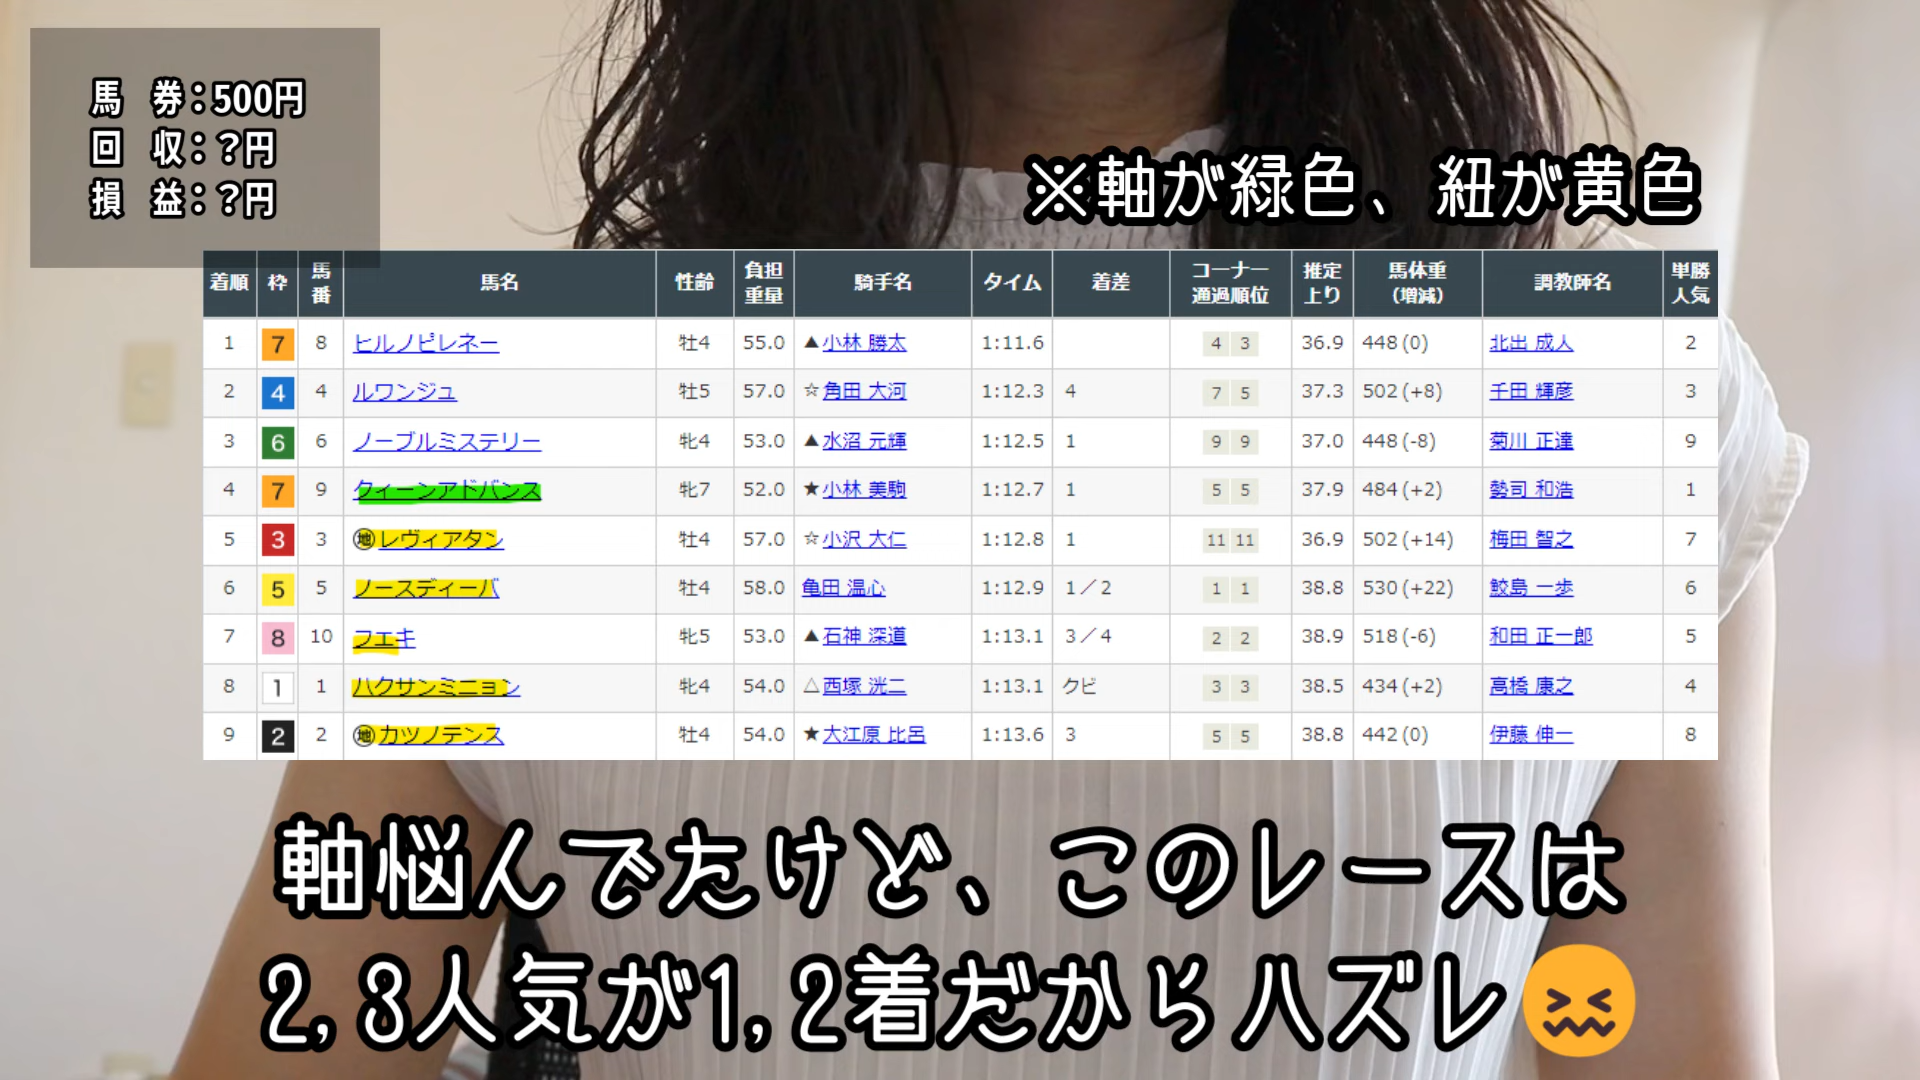 馬 券：500円
回 収：？円
損 益：？円
※軸が緑色、紐が黄色
着順 枠 馬番 馬名 性齢 負担重量 騎手名 タイム 着差 コーナー通過順位 推定上り 馬体重（増減） 調教師名 単勝人気
1 7 8 ヒルノピレネー 牡4 55.0 ▲小林 勝太 1:11.6 4 3 36.9 448(0) 北出 成人 2
2 4 4 ルワンジュ 牡5 57.0 ☆角田 大河 1:12.3 4 7 5 37.3 502(+8) 千田 輝彦 3
3 6 6 ノーブルミステリー 牝4 53.0 ▲水沼 元輝 1:12.5 1 9 9 37.0 448(-8) 菊川 正達 9
4 7 9 クィーンアドバンス 牝7 52.0 ★小林 美駒 1:12.7 1 5 5 37.9 484(+2) 勢司 和浩 1
5 3 3 地レヴィアタン 牡4 57.0 ☆小沢 大仁 1:12.8 1 11 11 36.9 502(+14) 梅田 智之 7
6 5 5 ノースディーバ 牡4 58.0 亀田 温心 1:12.9 1／2 1 1 38.8 530(+22) 鮫島 一歩 6
7 8 10 フエキ 牝5 53.0 ▲石神 深道 1:13.1 3／4 2 2 38.9 518(-6) 和田 正一郎 5
8 1 1 ハクサンミニョン 牝4 54.0 △西塚 洸二 1:13.1 クビ 3 3 38.5 434(+2) 高橋 康之 4
9 2 2 地カツノテンス 牡4 54.0 ★大江原 比呂 1:13.6 3 5 5 38.8 442(0) 伊藤 伸一 8
軸悩んでたけど、このレースは
2,3人気が1,2着だからハズレ😖